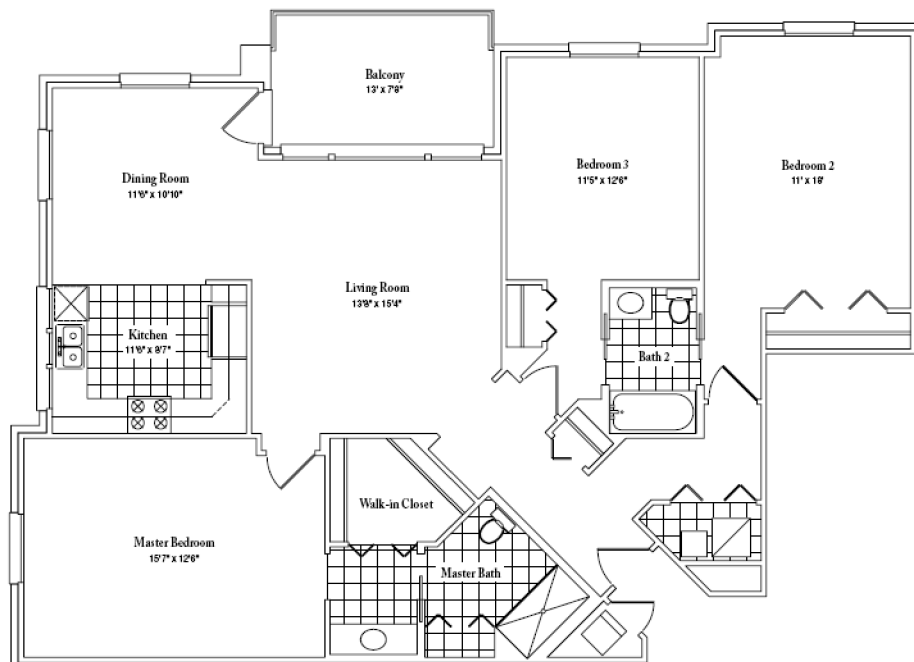 Balcony
13' x 7'8"
Bedroom 3
11'5" x 12'6"
Bedroom 2
11' x 18'
Dining Room
11'6" x 10'10"
Living Room
13'8" x 15'4"
Kitchen
11'6" x 8'7"
Bath 2
Walk-in Closet
Master Bedroom
15'7" x 12'6"
Master Bath